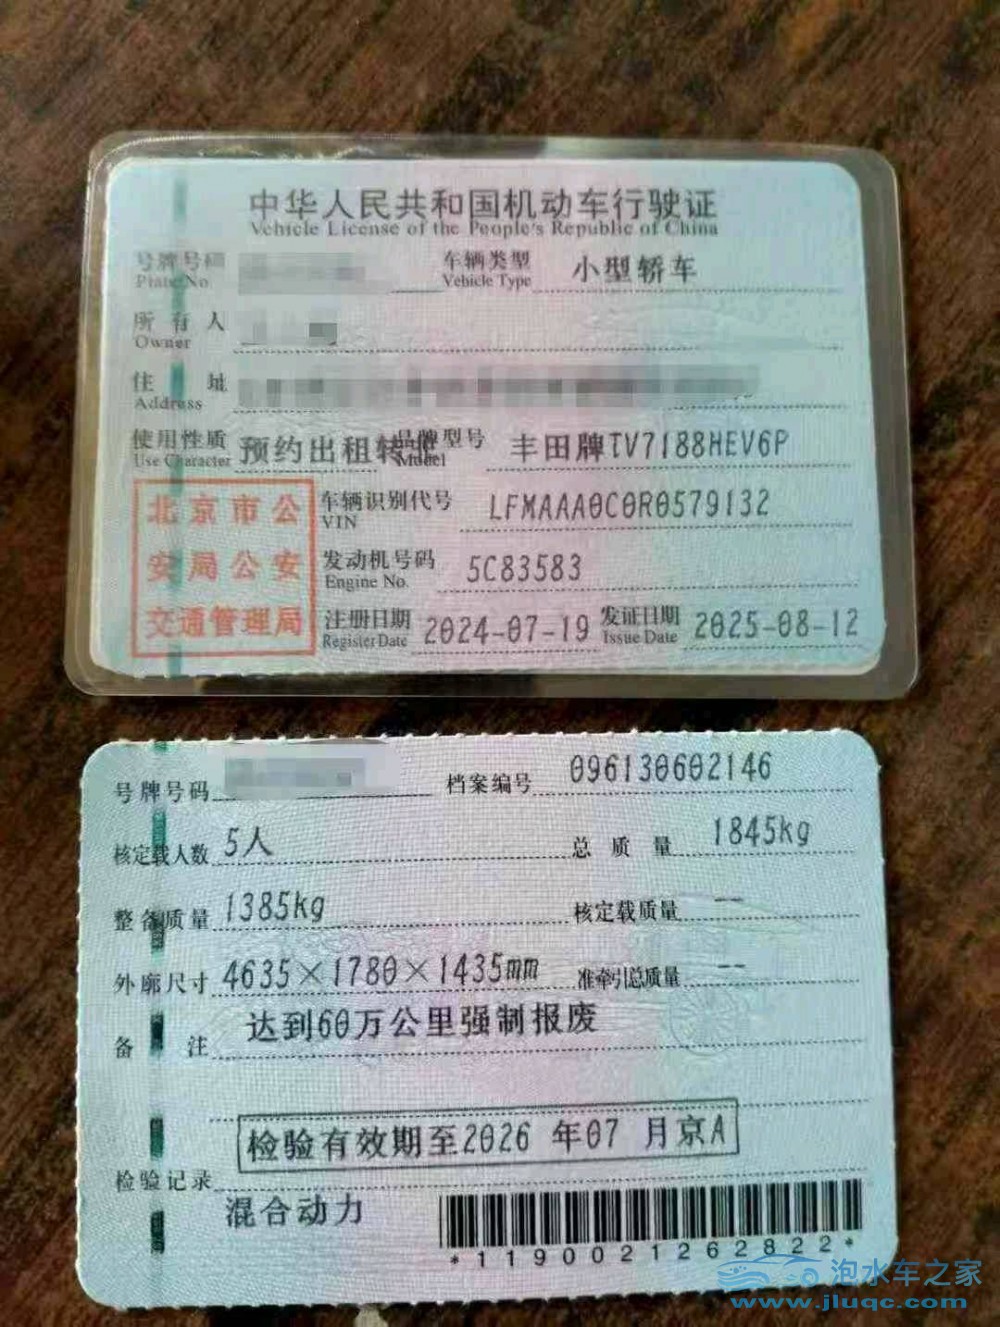 中华人民共和国机动车行驶证
Vehicle License of the People's Republic of China
号牌号码 车辆类型 小型轿车
Plate No. Vehicle Type
所有人
Owner
住址
Address
使用性质 预约出租转非 品牌型号 丰田牌TV7188HEV6P
Use Character Model
北京市公
安局公安
交通管理局
车辆识别代号 LFMAAA0C0R0579132
VIN
发动机号码 5C83583
Engine No.
注册日期 2024-07-19 发证日期 2025-08-12
Register Date Issue Date
号牌号码 档案编号 096130602146
核定载人数 5人 总质量 1845kg
整备质量 1385kg 核定载质量 --
外廓尺寸 4635×1780×1435mm 准牵引总质量 --
备注 达到60万公里强制报废
检验有效期至2026 年07 月京A
检验记录
混合动力
*1190021262822*
泡水车之家
www.jluqc.com